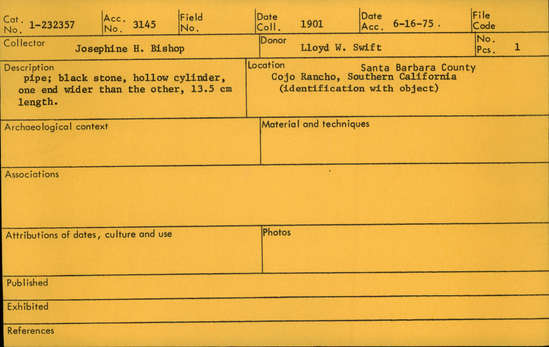 Cat. No. 1-232357 Acc. No. 3145 Field No. Date Coll. 1901 Date Acc. 6-16-75. File Code
Collector Josephine H. Bishop Donor Lloyd W. Swift No. Pcs. 1
Description pipe; black stone, hollow cylinder, one end wider than the other, 13.5 cm length.
Location Santa Barbara County
Cojo Rancho, Southern California
(identification with object)
Archaeological context Material and techniques
Associations
Attributions of dates, culture and use Photos
Published
Exhibited
References